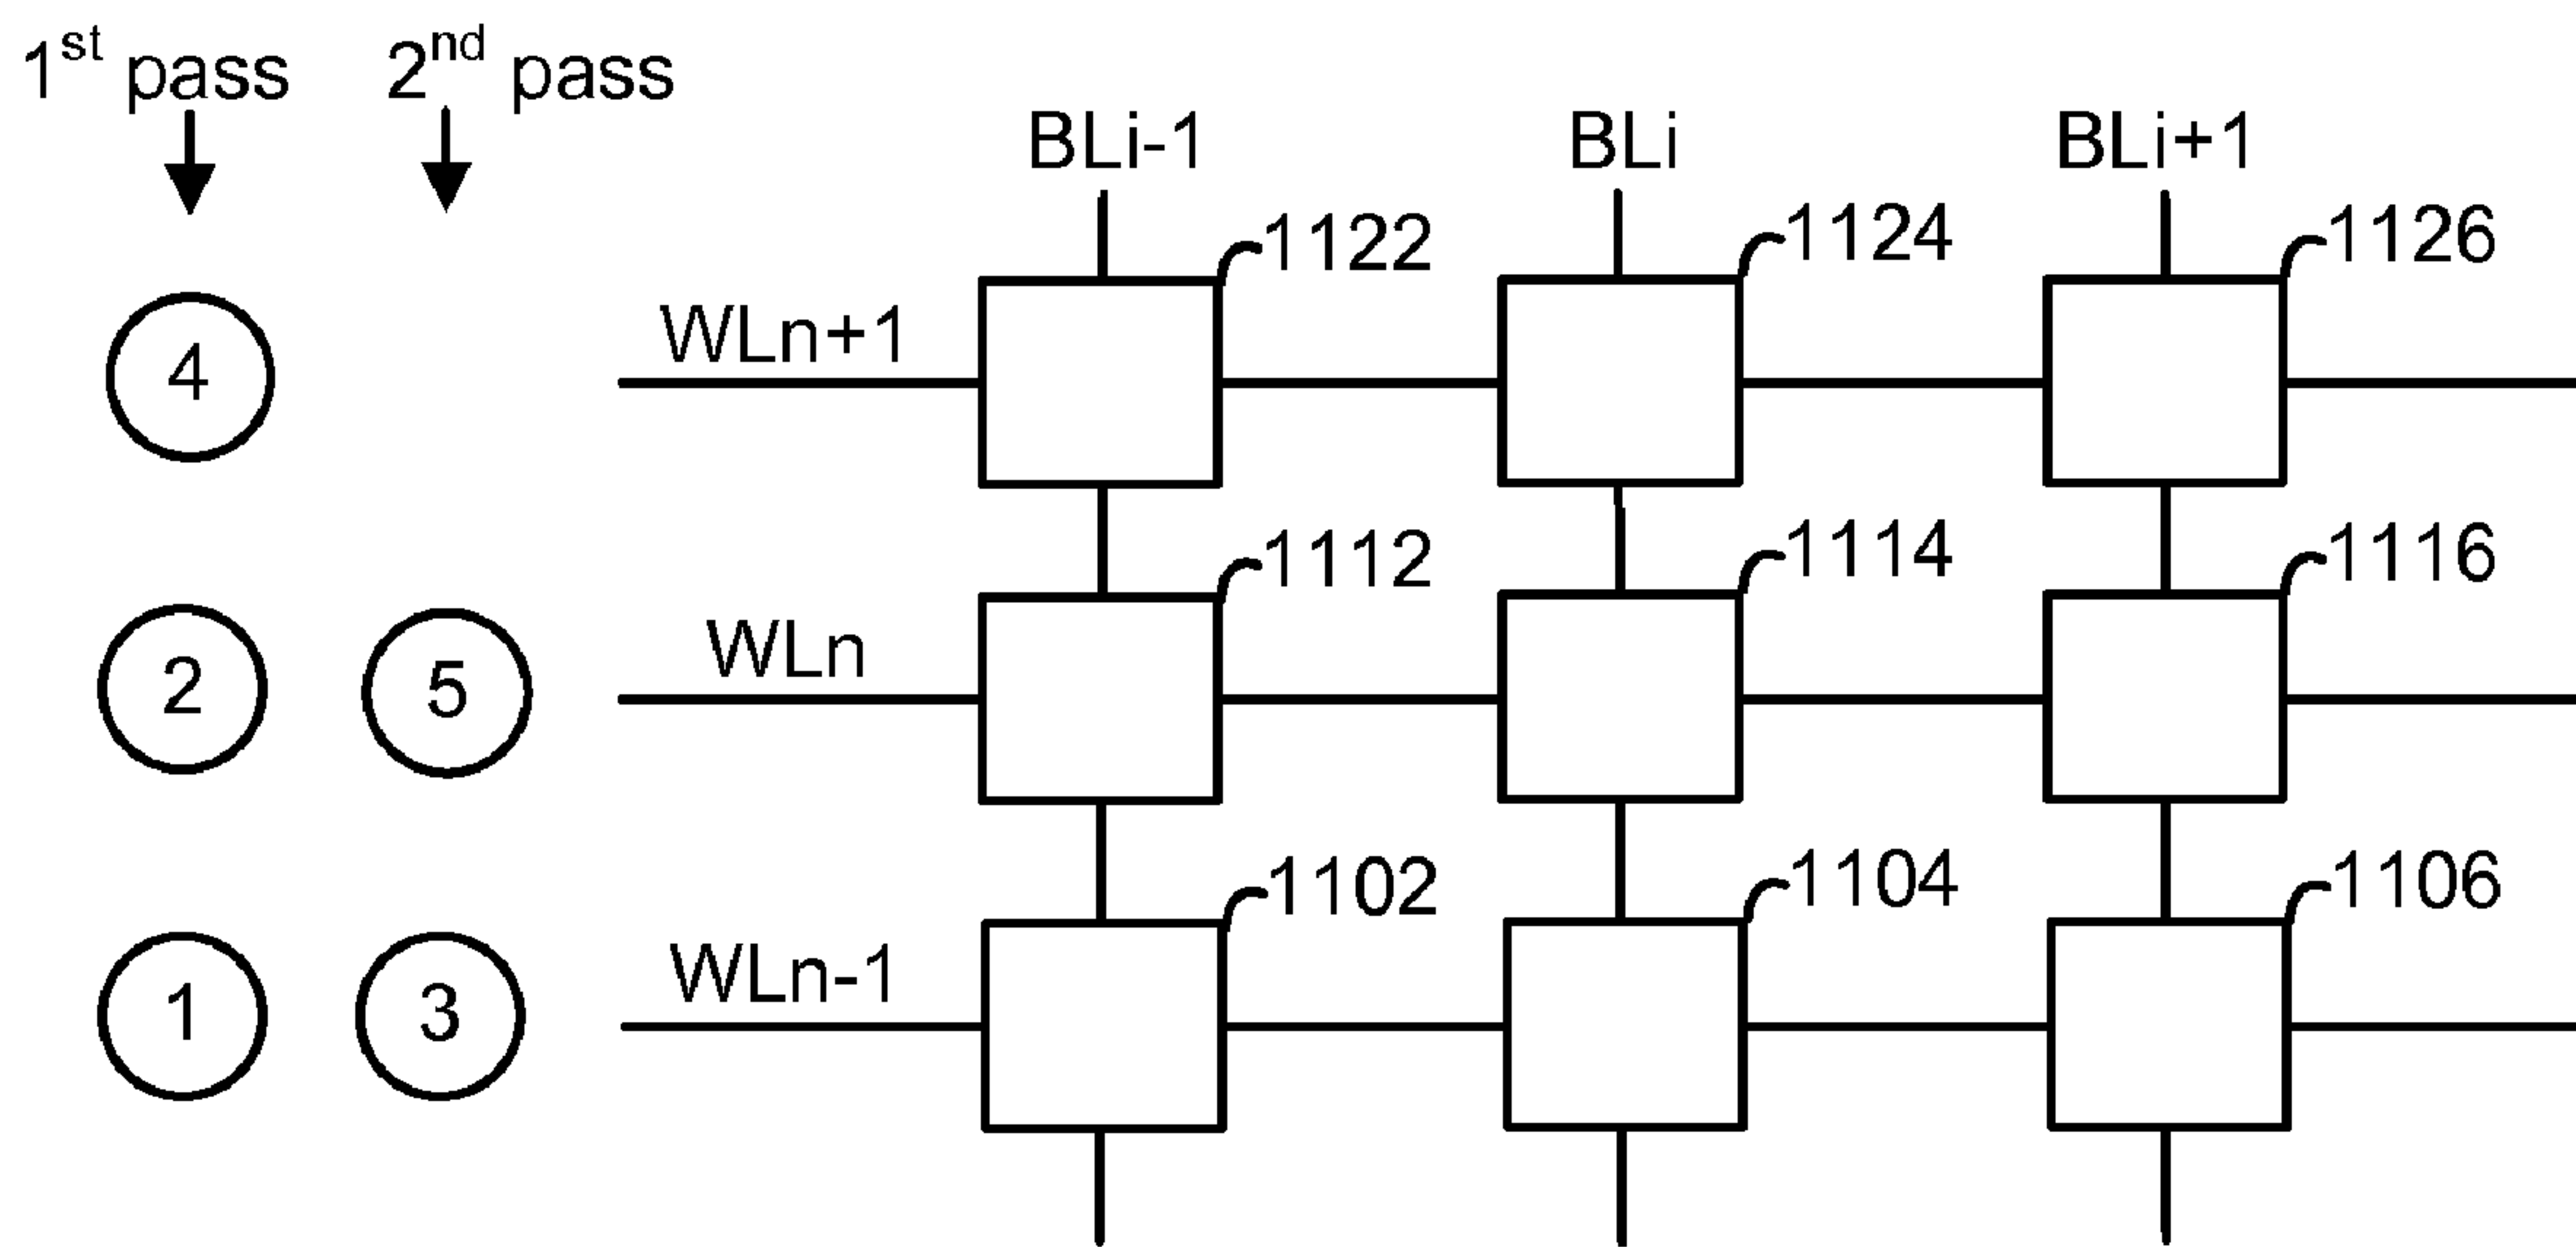 1st pass 2nd pass
BLi-1 BLi BLi+1
1122 1124 1126
4 WLn+1
1112 1114 1116
2 5 WLn
1102 1104 1106
1 3 WLn-1